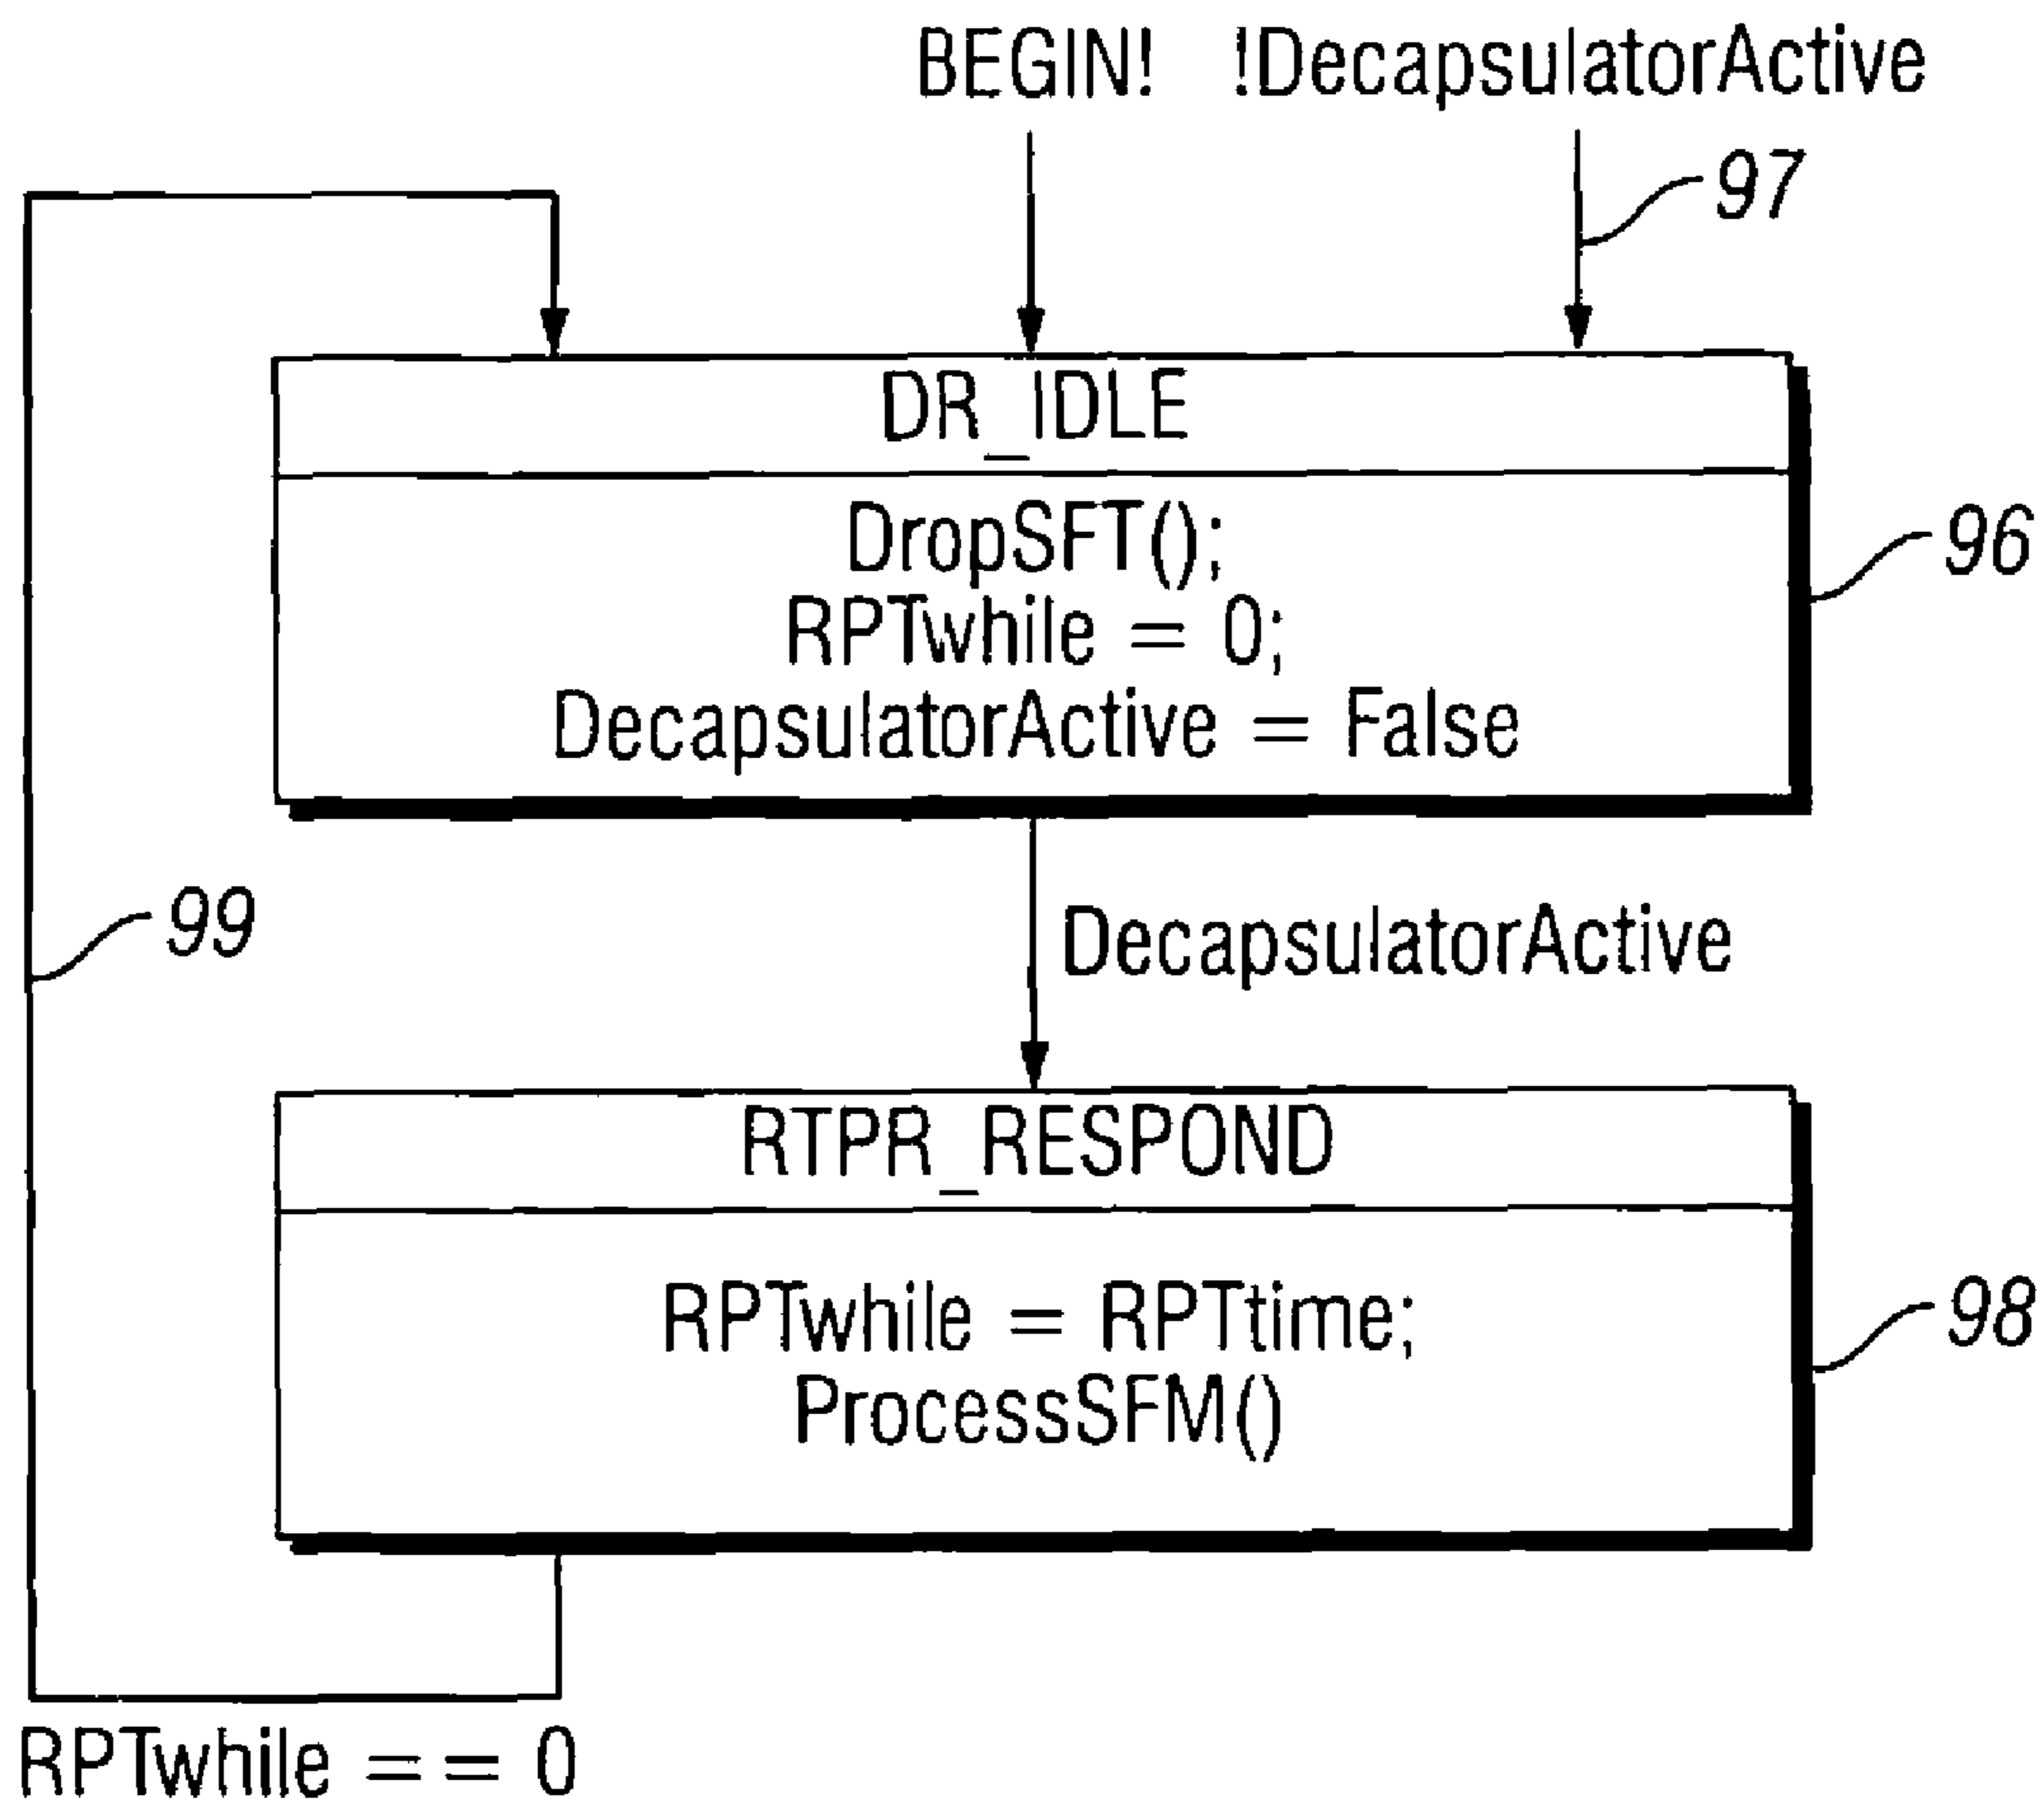 BEGIN! !DecapsulatorActive
97
DR_IDLE
DropSFT();
RPTwhile = 0;
DecapsulatorActive = False
96
99
DecapsulatorActive
RTPR_RESPOND
RPTwhile = RPTtime;
ProcessSFM()
98
RPTwhile == 0